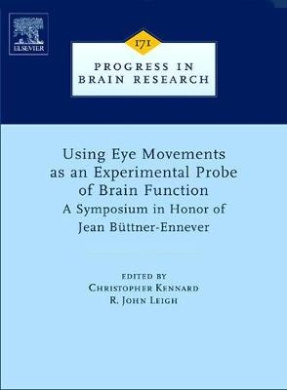 ELSEVIER
171
PROGRESS IN
BRAIN RESEARCH
Using Eye Movements
as an Experimental Probe
of Brain Function
A Symposium in Honor of
Jean Büttner-Ennever
EDITED BY
CHRISTOPHER KENNARD
R. JOHN LEIGH